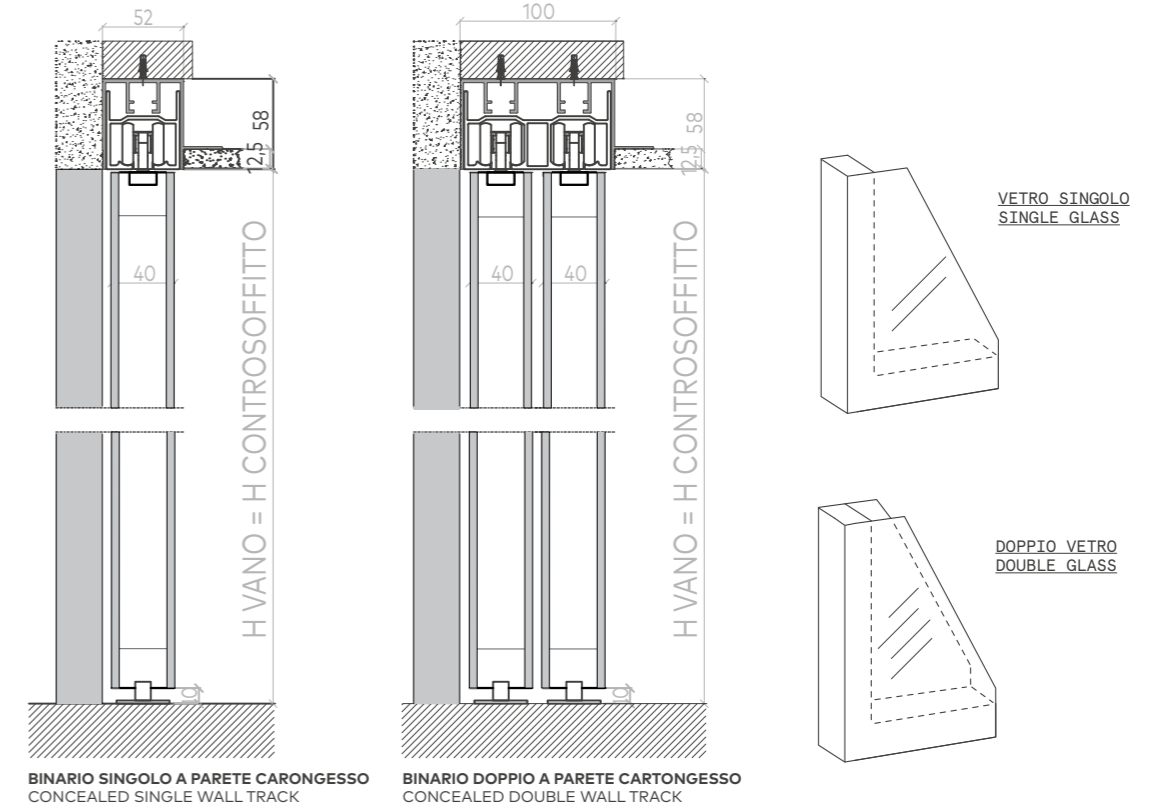 52
58
12,5
40
H VANO = H CONTROSOFFITTO
10
BINARIO SINGOLO A PARETE CARONGESSO
CONCEALED SINGLE WALL TRACK
100
58
12,5
40 40
H VANO = H CONTROSOFFITTO
10
BINARIO DOPPIO A PARETE CARTONGESSO
CONCEALED DOUBLE WALL TRACK
VETRO SINGOLO
SINGLE GLASS
DOPPIO VETRO
DOUBLE GLASS